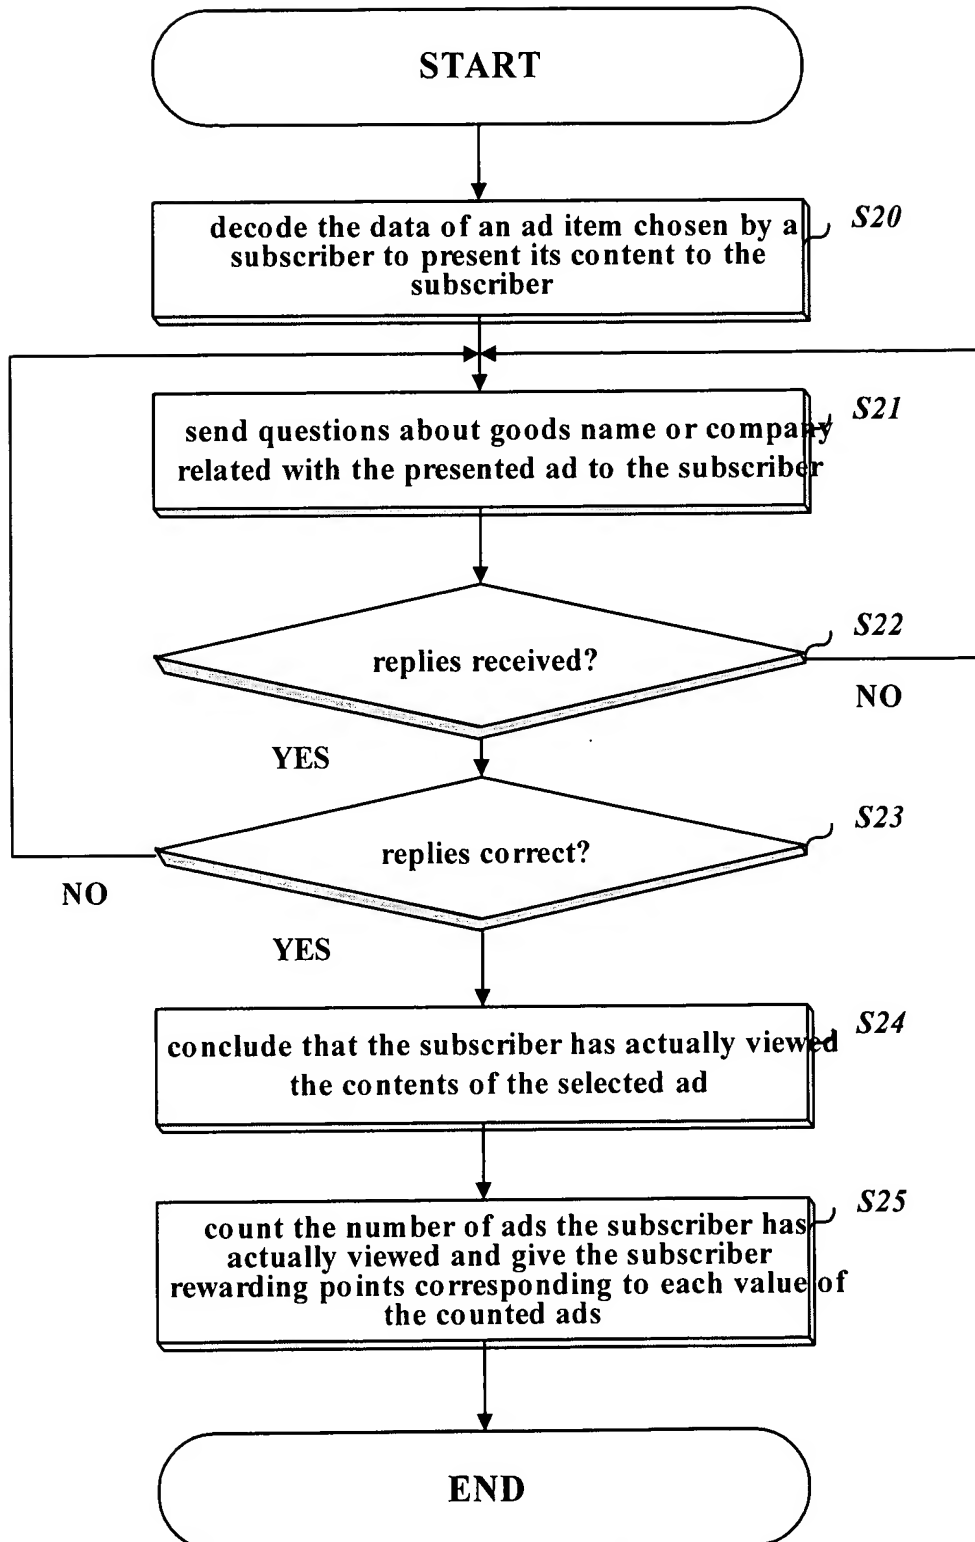 START
decode the data of an ad item chosen by a
subscriber to present its content to the
subscriber
S20
send questions about goods name or company
related with the presented ad to the subscriber
S21
replies received?
S22
NO
YES
replies correct?
S23
NO
YES
conclude that the subscriber has actually viewed
the contents of the selected ad
S24
count the number of ads the subscriber has
actually viewed and give the subscriber
rewarding points corresponding to each value of
the counted ads
S25
END